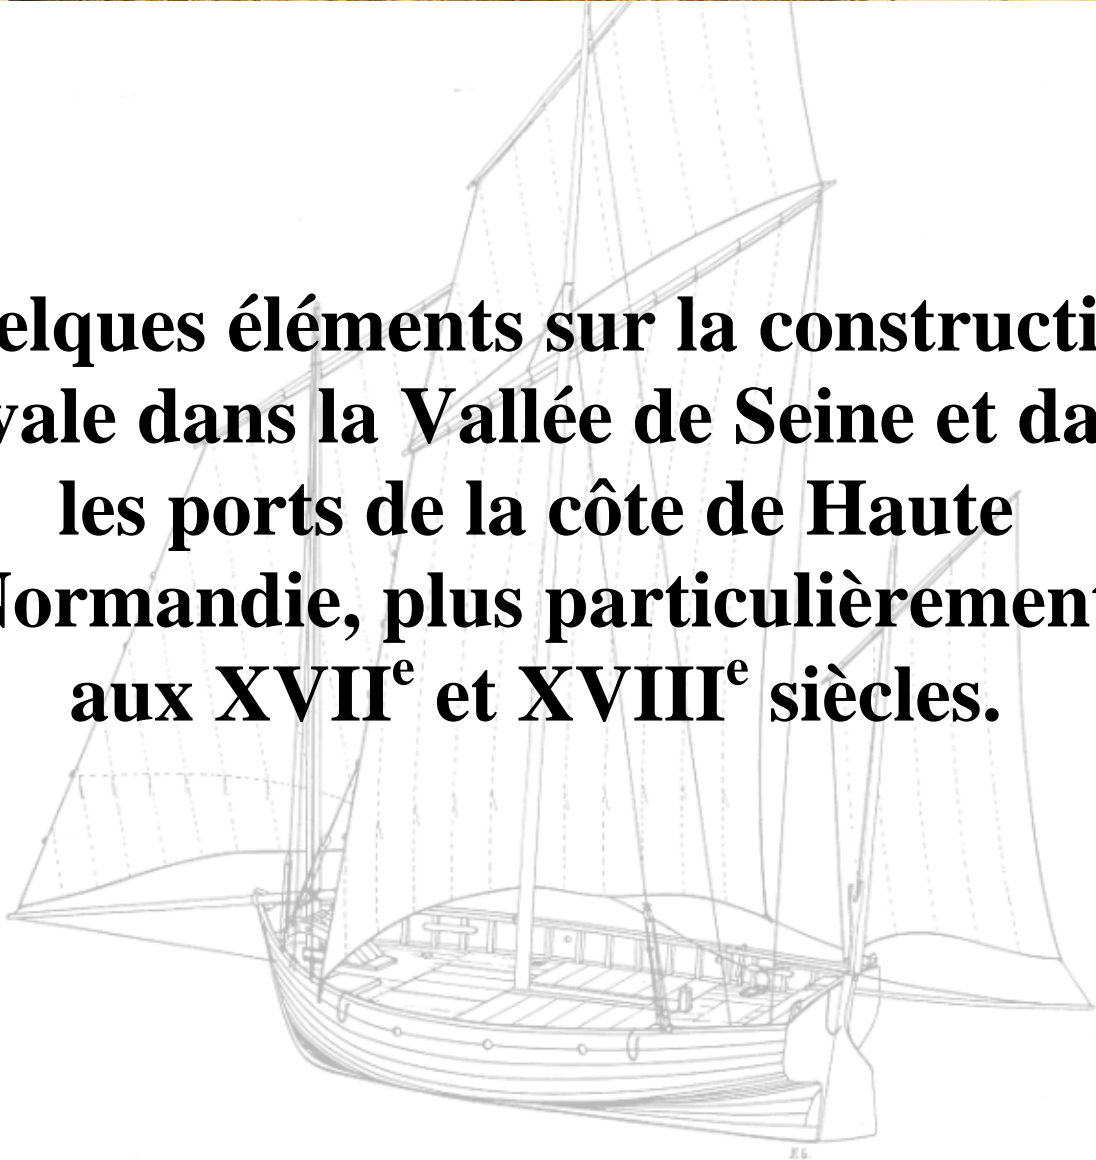 elques éléments sur la constructi
vale dans la Vallée de Seine et da
les ports de la côte de Haute
Normandie, plus particulièrement
aux XVIIe et XVIIIe siècles.